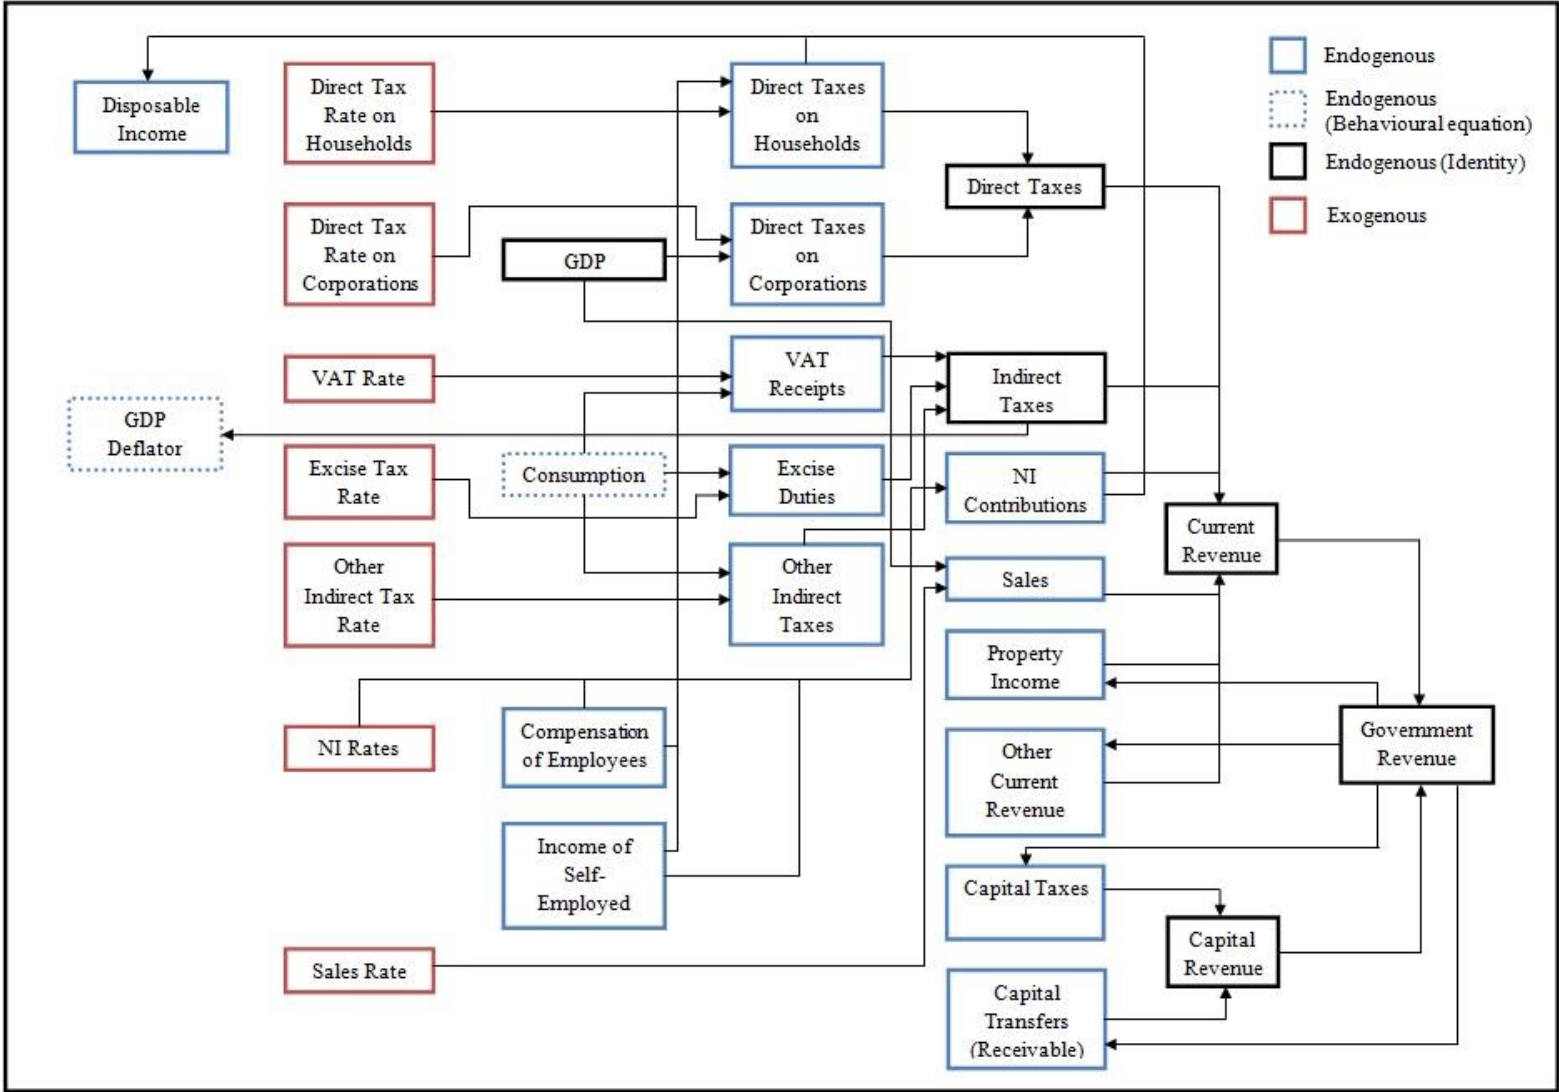 Disposable
Income
Direct Tax
Rate on
Households
Direct Taxes
on
Households
Direct Taxes
Endogenous
Endogenous
(Behavioural equation)
Endogenous (Identity)
Exogenous
Direct Tax
Rate on
Corporations
GDP
Direct Taxes
on
Corporations
VAT Rate
VAT
Receipts
Indirect
Taxes
GDP
Deflator
Excise Tax
Rate
Consumption
Excise
Duties
NI
Contributions
Current
Revenue
Other
Indirect Tax
Rate
Other
Indirect
Taxes
Sales
Property
Income
NI Rates
Compensation
of Employees
Other
Current
Revenue
Government
Revenue
Income of
Self-
Employed
Capital Taxes
Capital
Revenue
Sales Rate
Capital
Transfers
(Receivable)